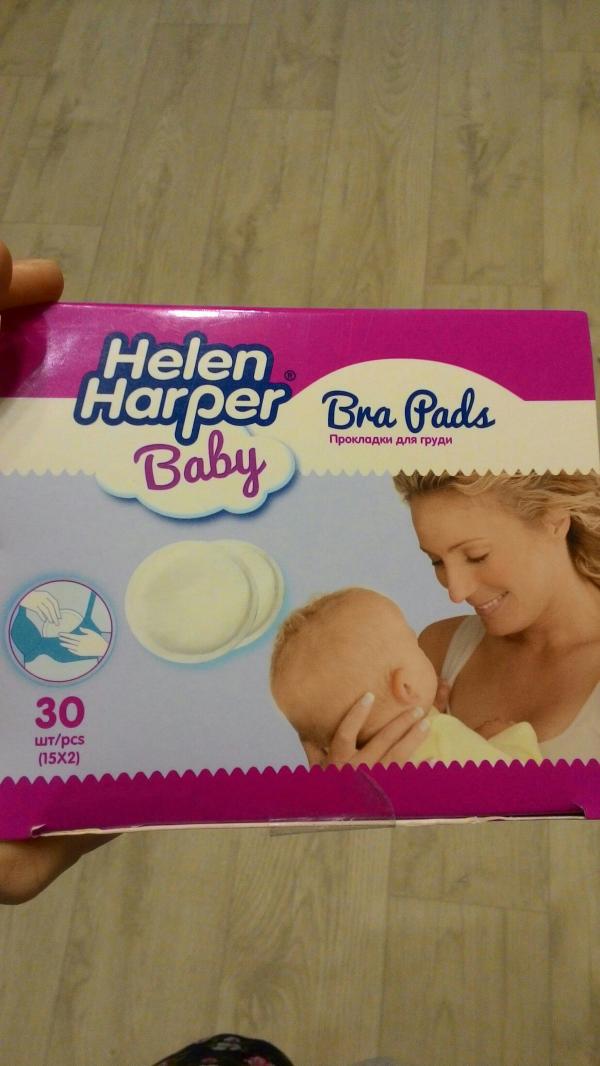 Helen
Harper®
Baby
Bra Pads
Прокладки для груди
30
шт/pcs
(15X2)